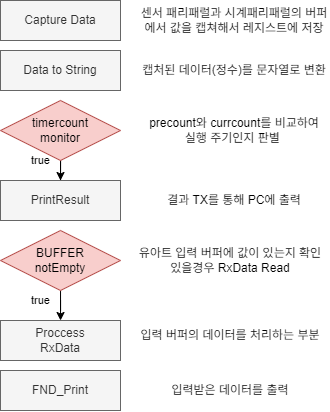 Capture Data
센서 페리페럴과 시계페리페럴의 버퍼
에서 값을 캡쳐해서 레지스트에 저장
Data to String
캡처된 데이터(정수)를 문자열로 변환
timercount
monitor
precount와 currcount를 비교하여
실행 주기인지 판별
true
PrintResult
결과 TX를 통해 PC에 출력
BUFFER
notEmpty
유아트 입력 버퍼에 값이 있는지 확인
있을경우 RxData Read
true
Proccess
RxData
입력 버퍼의 데이터를 처리하는 부분
FND_Print
입력받은 데이터를 출력